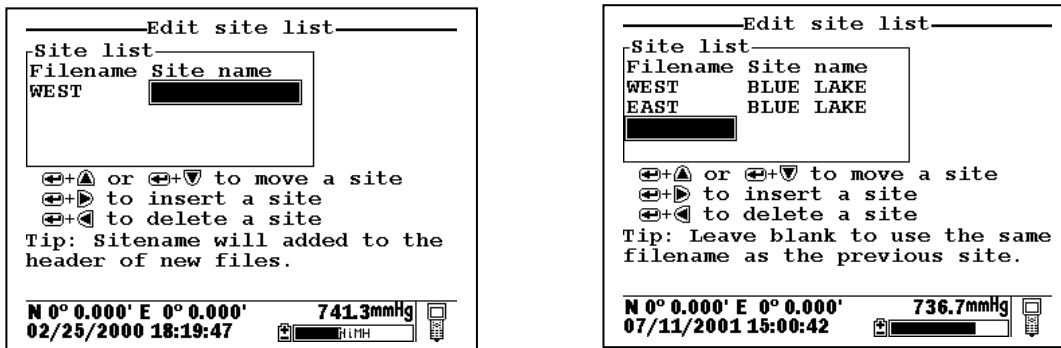 Edit site list
Site list
Filename Site name
WEST
+ or + to move a site
+ to insert a site
+ to delete a site
Tip: Sitename will added to the
header of new files.
N 0° 0.000' E 0° 0.000' 741.3mmHg
02/25/2000 18:19:47 NiMH
Edit site list
Site list
Filename Site name
WEST BLUE LAKE
EAST BLUE LAKE
+ or + to move a site
+ to insert a site
+ to delete a site
Tip: Leave blank to use the same
filename as the previous site.
N 0° 0.000' E 0° 0.000' 736.7mmHg
07/11/2001 15:00:42